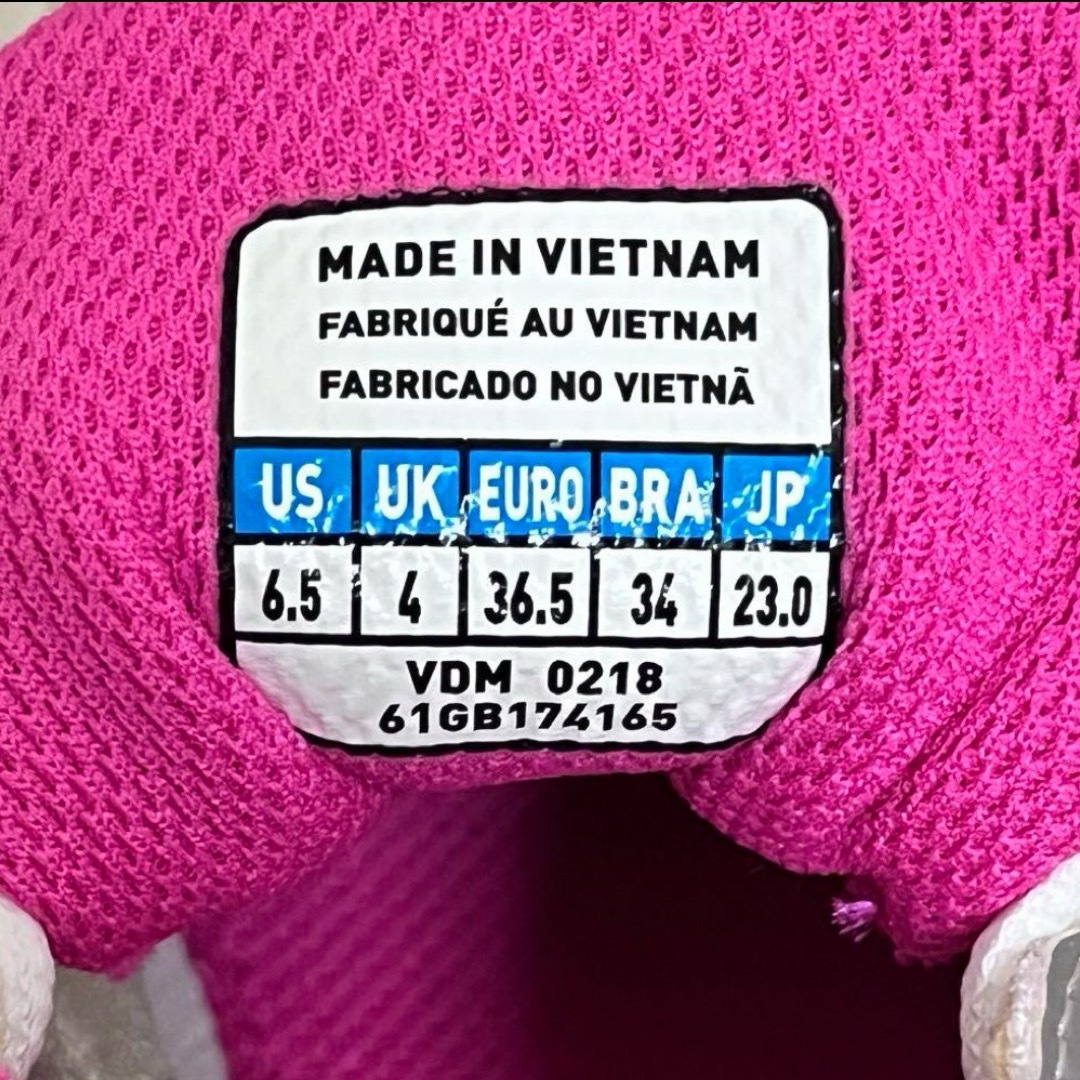 MADE IN VIETNAM
FABRIQUÉ AU VIETNAM
FABRICADO NO VIETNÃ
US UK EURO BRA JP
6.5 4 36.5 34 23.0
VDM 0218
61GB174165